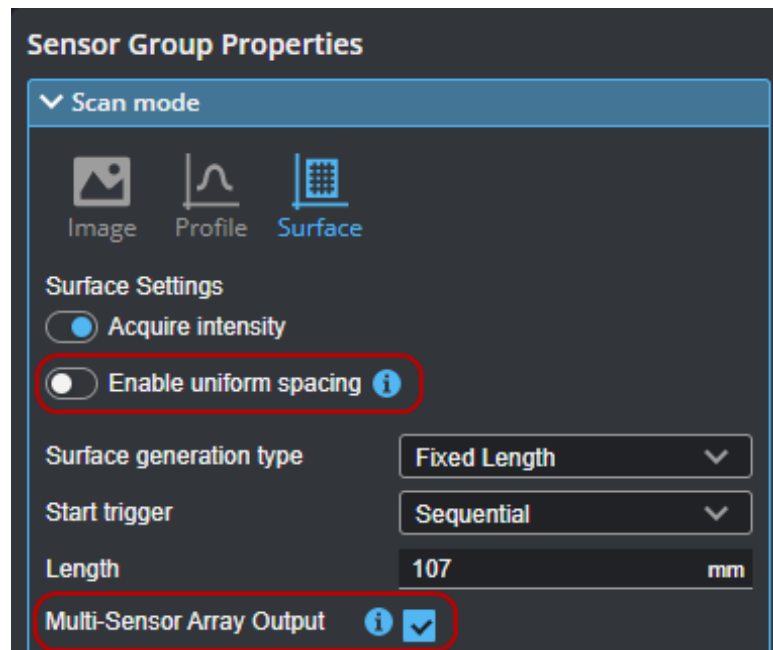 Sensor Group Properties
Scan mode
Image Profile Surface
Surface Settings
Acquire intensity
Enable uniform spacing
Surface generation type Fixed Length
Start trigger Sequential
Length 107 mm
Multi-Sensor Array Output